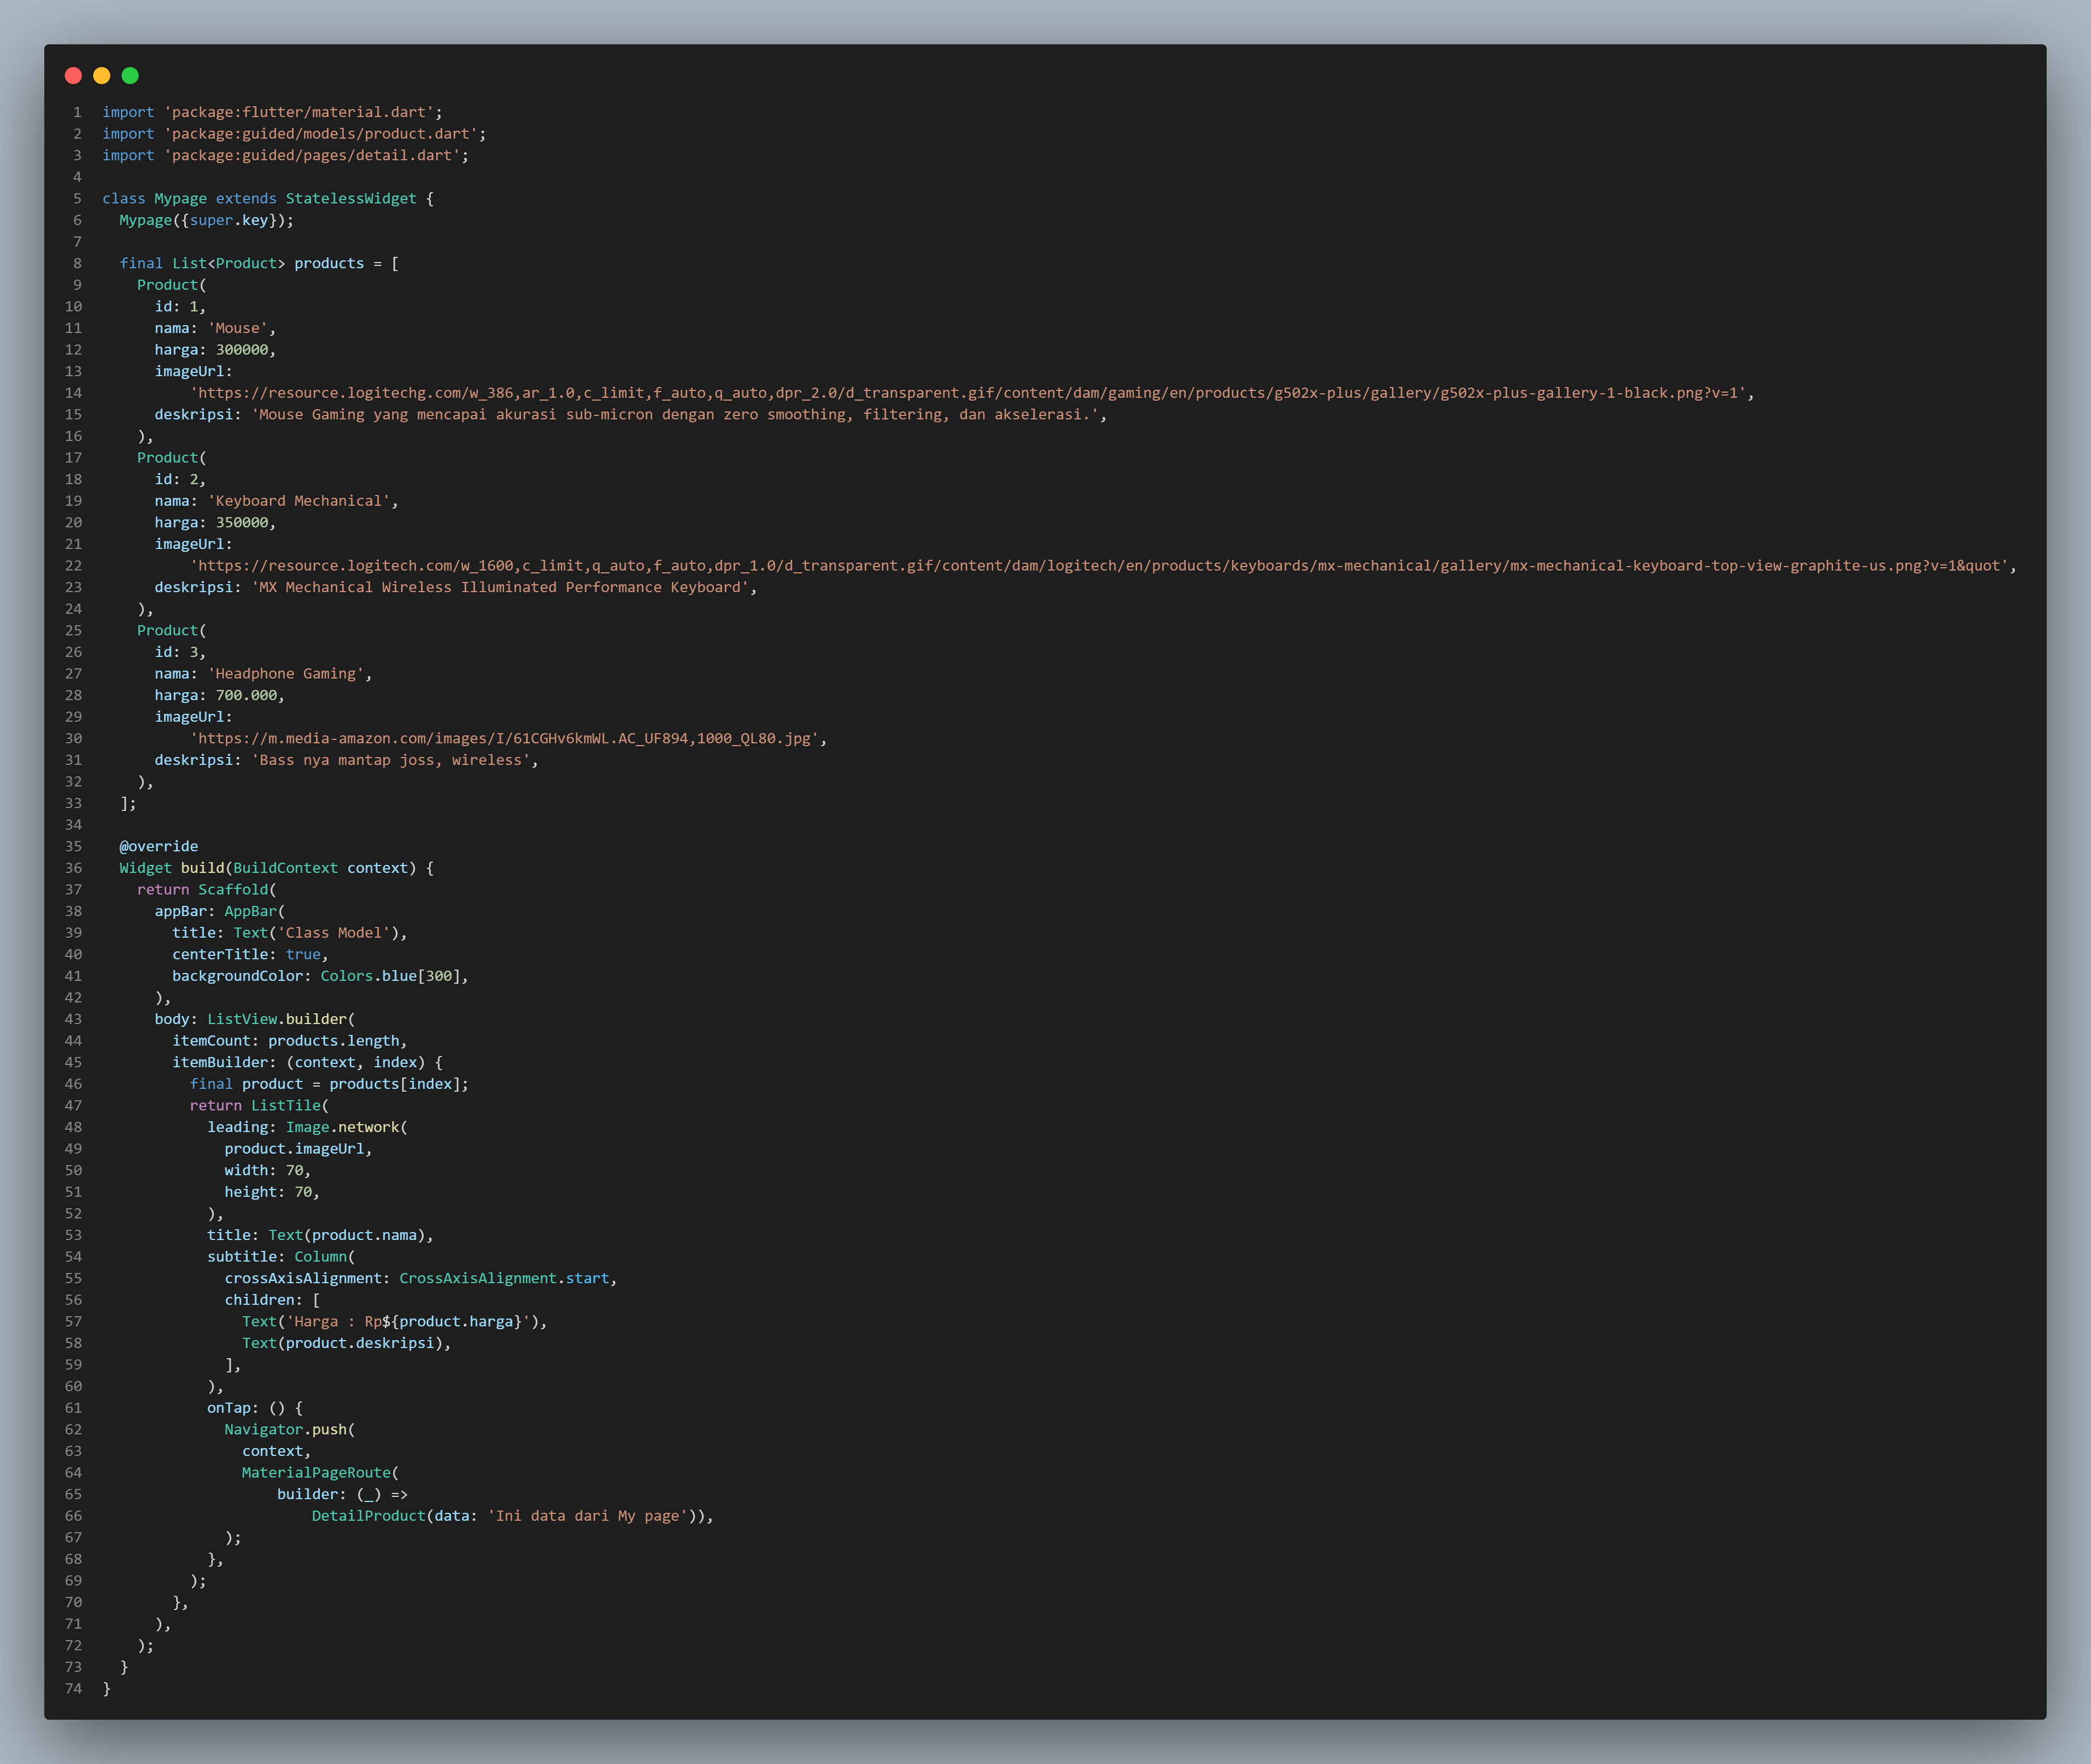 1 import 'package:flutter/material.dart';
2 import 'package:guided/models/product.dart';
3 import 'package:guided/pages/detail.dart';
4
5 class Mypage extends StatelessWidget {
6   Mypage({super.key});
7
8   final List<Product> products = [
9     Product(
10       id: 1,
11       nama: 'Mouse',
12       harga: 300000,
13       imageUrl:
14           'https://resource.logitechg.com/w_386,ar_1.0,c_limit,f_auto,q_auto,dpr_2.0/d_transparent.gif/content/dam/gaming/en/products/g502x-plus/gallery/g502x-plus-gallery-1-black.png?v=1',
15       deskripsi: 'Mouse Gaming yang mencapai akurasi sub-micron dengan zero smoothing, filtering, dan akselerasi.',
16     ),
17     Product(
18       id: 2,
19       nama: 'Keyboard Mechanical',
20       harga: 350000,
21       imageUrl:
22           'https://resource.logitech.com/w_1600,c_limit,q_auto,f_auto,dpr_1.0/d_transparent.gif/content/dam/logitech/en/products/keyboards/mx-mechanical/gallery/mx-mechanical-keyboard-top-view-graphite-us.png?v=1&quot',
23       deskripsi: 'MX Mechanical Wireless Illuminated Performance Keyboard',
24     ),
25     Product(
26       id: 3,
27       nama: 'Headphone Gaming',
28       harga: 700.000,
29       imageUrl:
30           'https://m.media-amazon.com/images/I/61CGHv6kmWL.AC_UF894,1000_QL80.jpg',
31       deskripsi: 'Bass nya mantap joss, wireless',
32     ),
33   ];
34
35   @override
36   Widget build(BuildContext context) {
37     return Scaffold(
38       appBar: AppBar(
39         title: Text('Class Model'),
40         centerTitle: true,
41         backgroundColor: Colors.blue[300],
42       ),
43       body: ListView.builder(
44         itemCount: products.length,
45         itemBuilder: (context, index) {
46           final product = products[index];
47           return ListTile(
48             leading: Image.network(
49               product.imageUrl,
50               width: 70,
51               height: 70,
52             ),
53             title: Text(product.nama),
54             subtitle: Column(
55               crossAxisAlignment: CrossAxisAlignment.start,
56               children: [
57                 Text('Harga : Rp${product.harga}'),
58                 Text(product.deskripsi),
59               ],
60             ),
61             onTap: () {
62               Navigator.push(
63                 context,
64                 MaterialPageRoute(
65                     builder: (_) =>
66                         DetailProduct(data: 'Ini data dari My page')),
67               );
68             },
69           );
70         },
71       ),
72     );
73   }
74 }